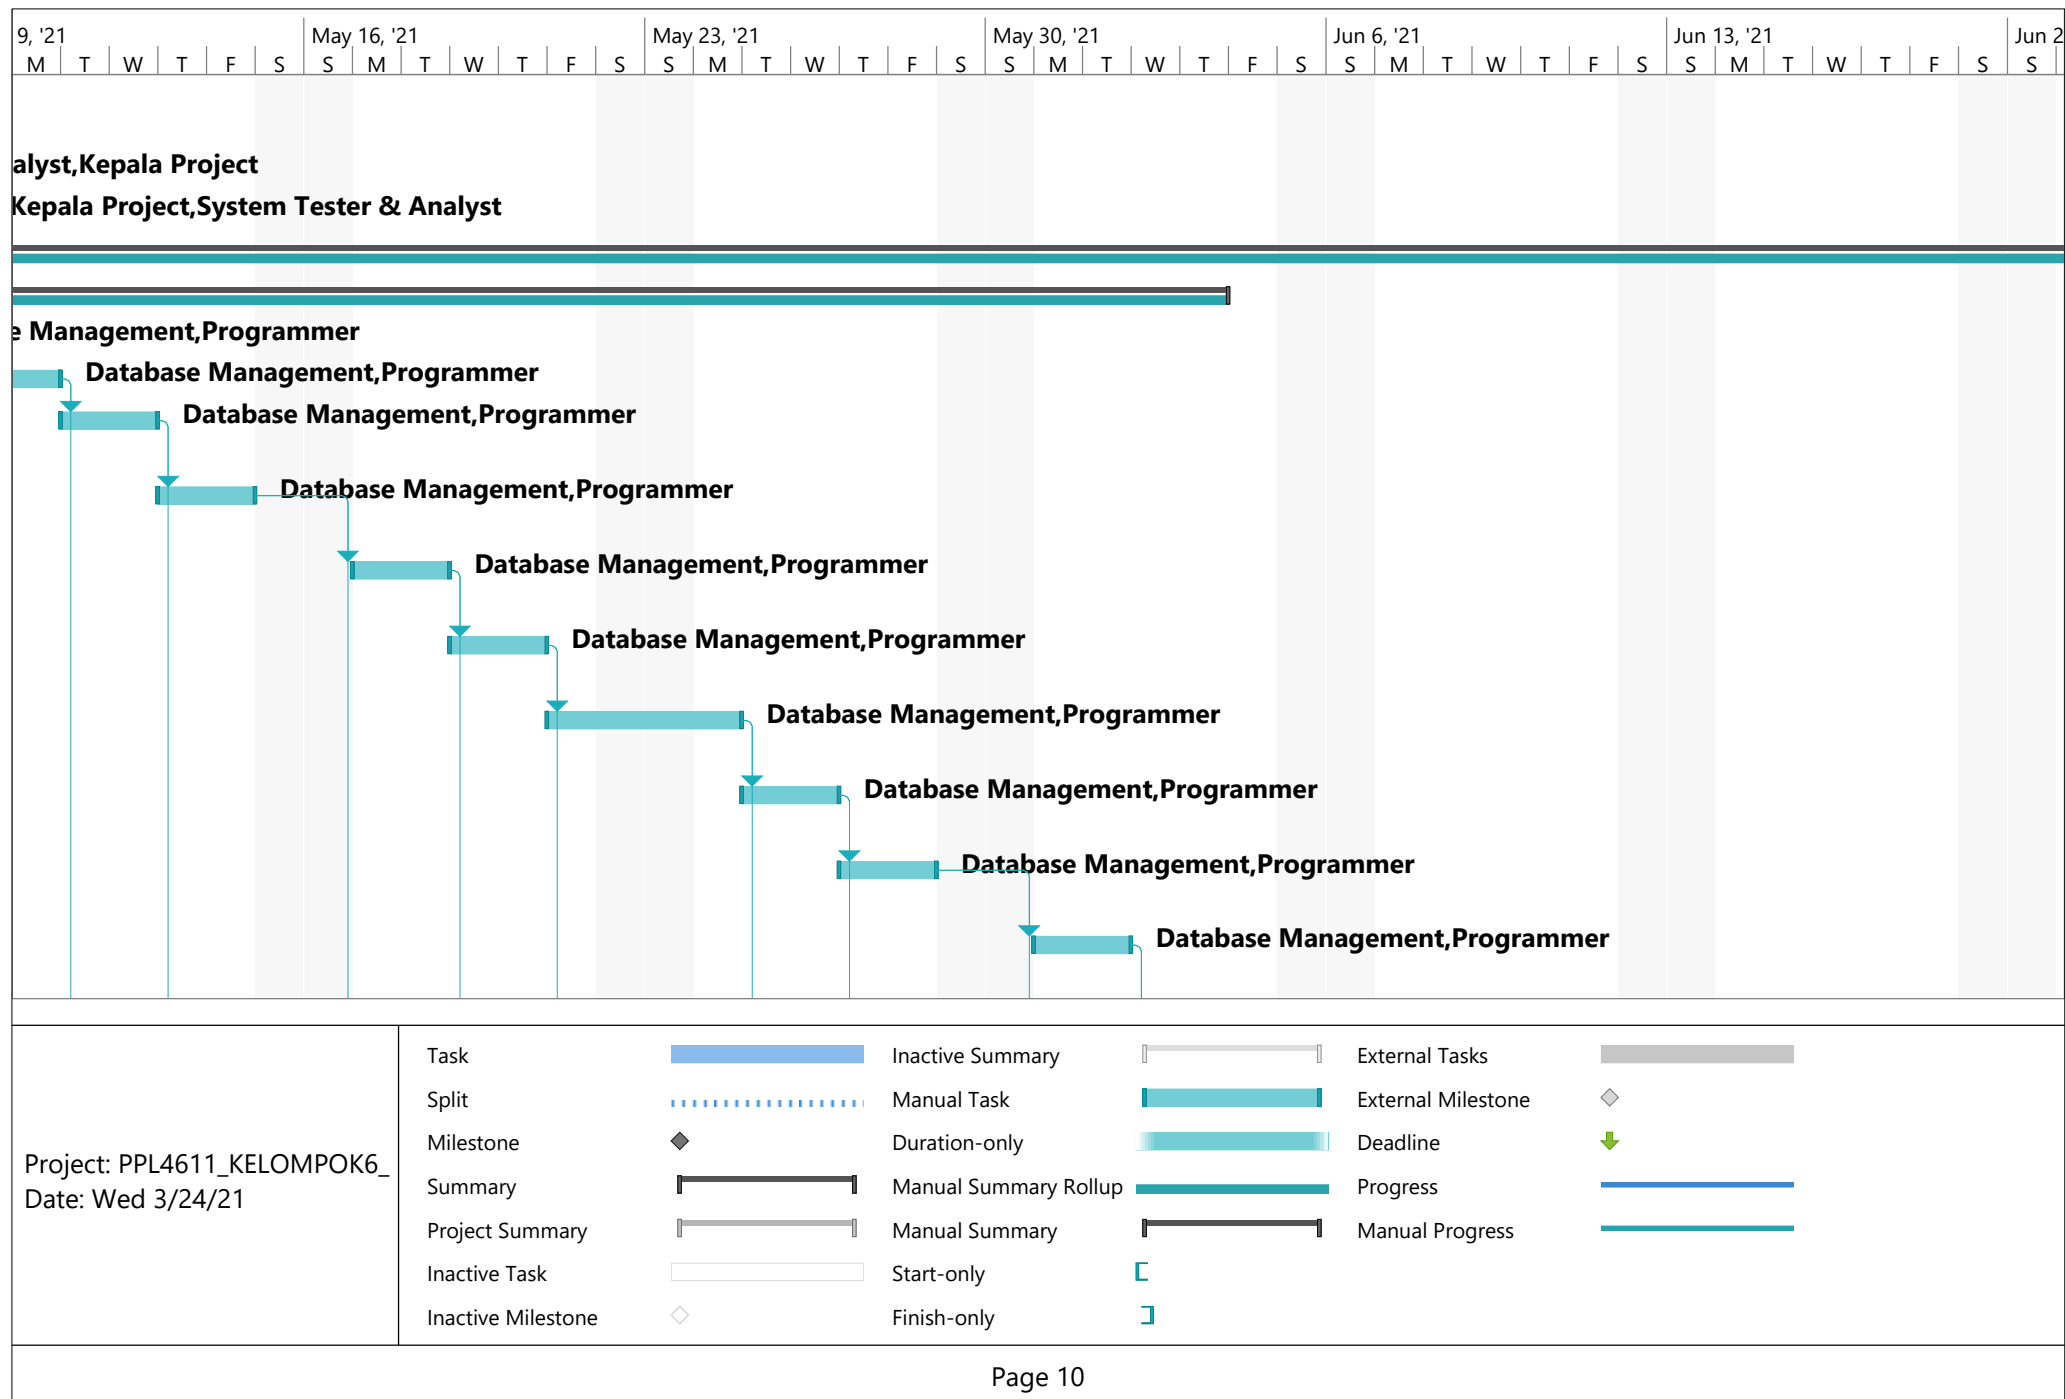 9, '21 May 16, '21 May 23, '21 May 30, '21 Jun 6, '21 Jun 13, '21 Jun 2
M T W T F S S M T W T F S S M T W T F S S M T W T F S S M T W T F S S M T W T F S S
alyst,Kepala Project
Kepala Project,System Tester & Analyst
e Management,Programmer
Database Management,Programmer
Database Management,Programmer
Database Management,Programmer
Database Management,Programmer
Database Management,Programmer
Database Management,Programmer
Database Management,Programmer
Database Management,Programmer
Database Management,Programmer
Project: PPL4611_KELOMPOK6_
Date: Wed 3/24/21
Task
Split
Milestone
Summary
Project Summary
Inactive Task
Inactive Milestone
Inactive Summary
Manual Task
Duration-only
Manual Summary Rollup
Manual Summary
Start-only
Finish-only
External Tasks
External Milestone
Deadline
Progress
Manual Progress
Page 10